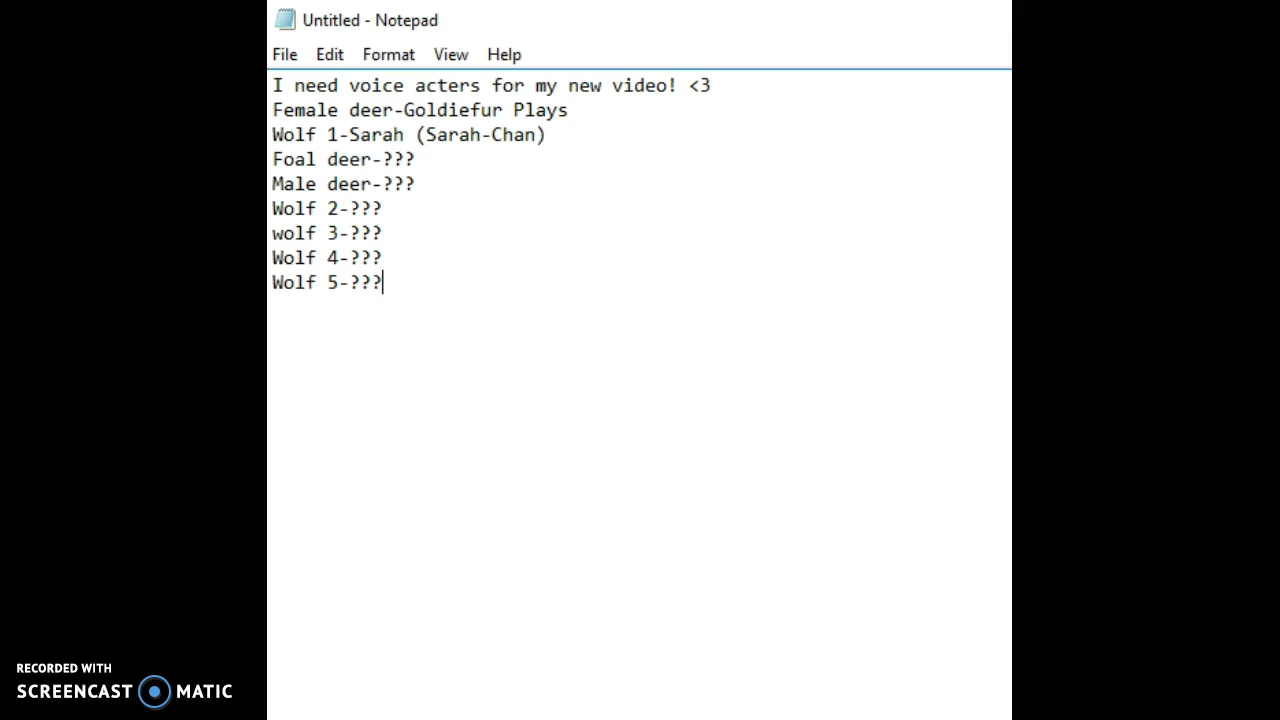 Untitled - Notepad
File Edit Format View Help
I need voice acters for my new video! <3
Female deer-Goldiefur Plays
Wolf 1-Sarah (Sarah-Chan)
Foal deer-???
Male deer-???
Wolf 2-???
wolf 3-???
Wolf 4-???
Wolf 5-???
RECORDED WITH
SCREENCAST MATIC